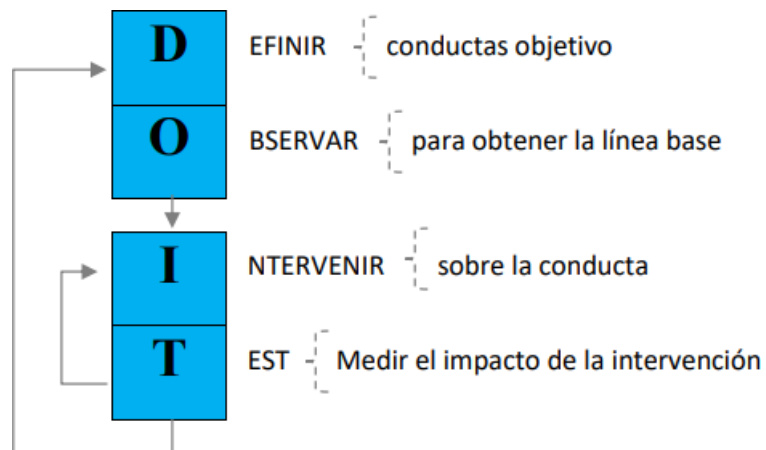 D EFINIR conductas objetivo
O BSERVAR para obtener la línea base
I NTERVENIR sobre la conducta
T EST Medir el impacto de la intervención